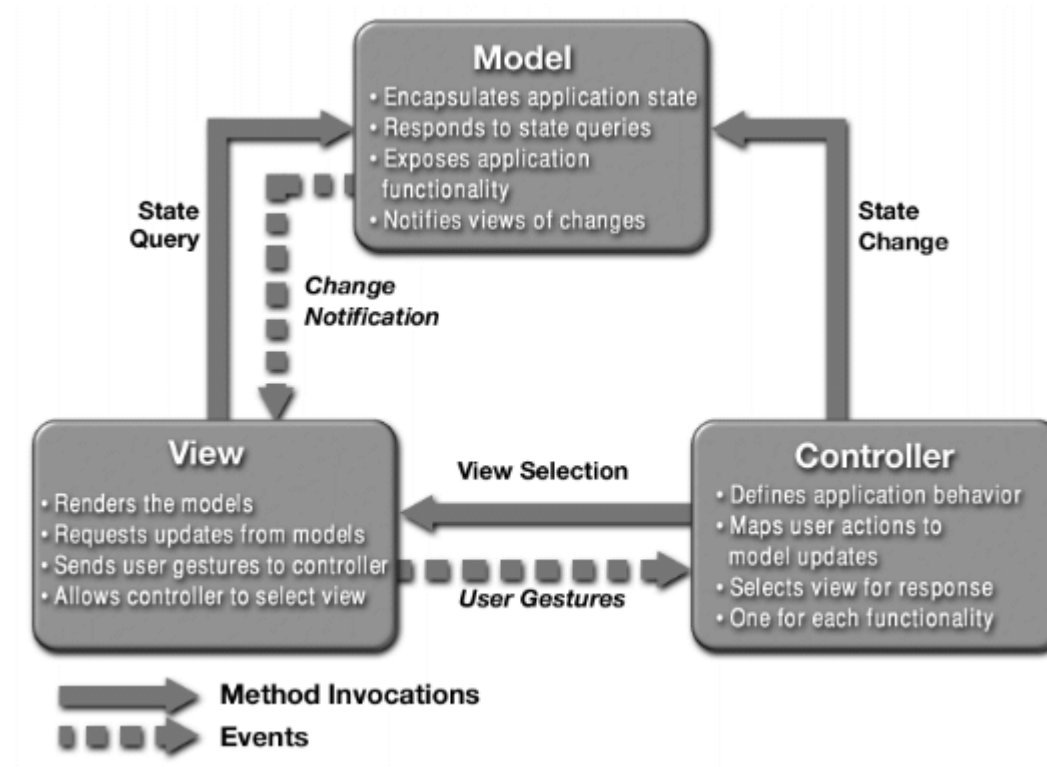 Model
• Encapsulates application state
• Responds to state queries
• Exposes application
functionality
• Notifies views of changes
State
Query
State
Change
Change
Notification
View
• Renders the models
• Requests updates from models
• Sends user gestures to controller
• Allows controller to select view
View Selection
User Gestures
Controller
• Defines application behavior
• Maps user actions to
model updates
• Selects view for response
• One for each functionality
Method Invocations
Events